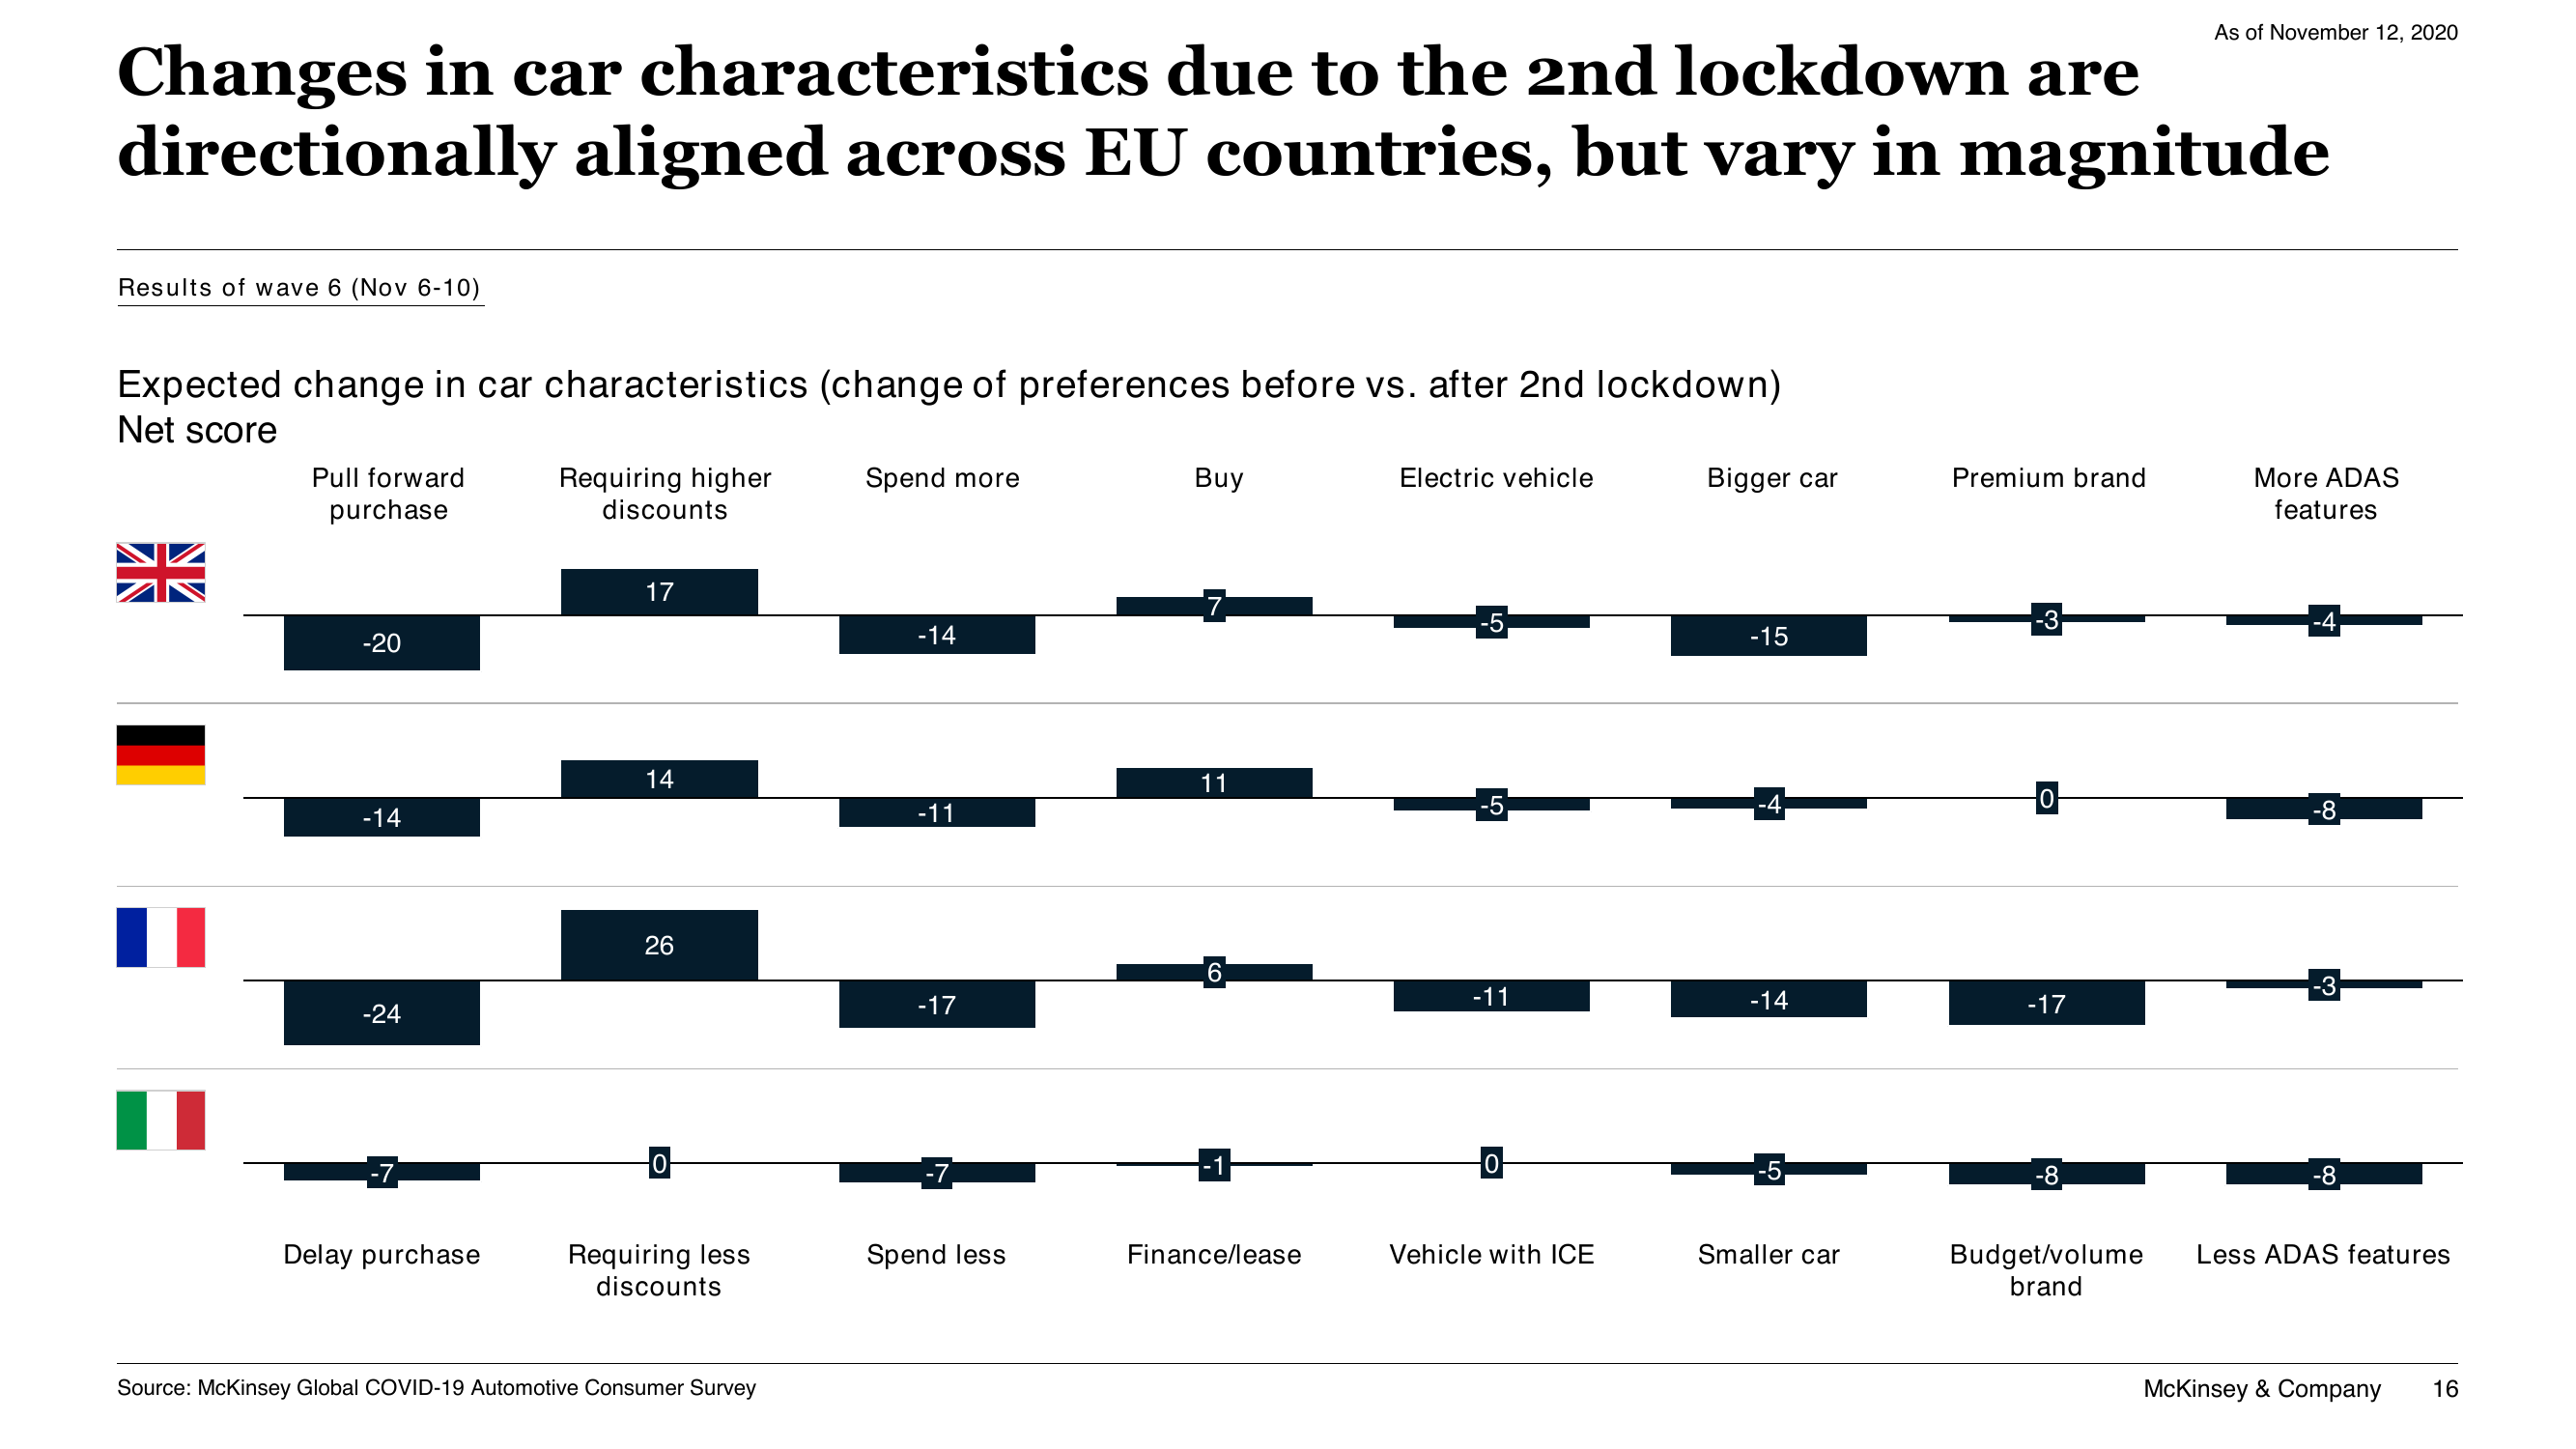 As of November 12, 2020
Changes in car characteristics due to the 2nd lockdown are
directionally aligned across EU countries, but vary in magnitude
Results of wave 6 (Nov 6-10)
Expected change in car characteristics (change of preferences before vs. after 2nd lockdown)
Net score
Pull forward
purchase
Requiring higher
discounts
Spend more
Buy
Electric vehicle
Bigger car
Premium brand
More ADAS
features
-20
17
-14
7
-5
-15
-3
-4
-14
14
-11
11
-5
-4
0
-8
-24
26
-17
6
-11
-14
-17
-3
-7
0
-7
-1
0
-5
-8
-8
Delay purchase
Requiring less
discounts
Spend less
Finance/lease
Vehicle with ICE
Smaller car
Budget/volume
brand
Less ADAS features
Source: McKinsey Global COVID-19 Automotive Consumer Survey
McKinsey & Company 16